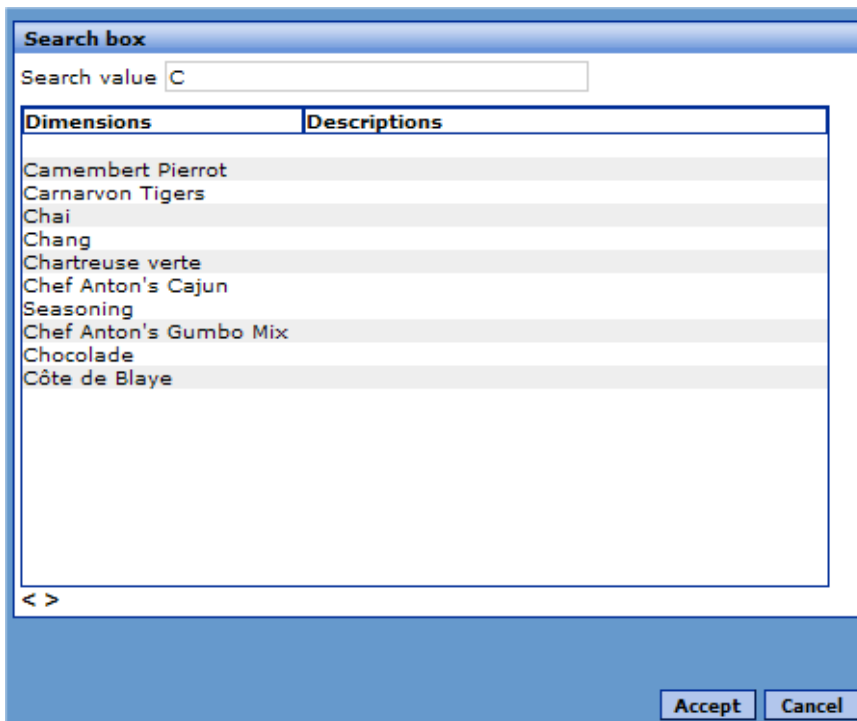 Search box
Search value C
Dimensions Descriptions
Camembert Pierrot
Carnarvon Tigers
Chai
Chang
Chartreuse verte
Chef Anton's Cajun
Seasoning
Chef Anton's Gumbo Mix
Chocolade
Côte de Blaye
< >
Accept Cancel